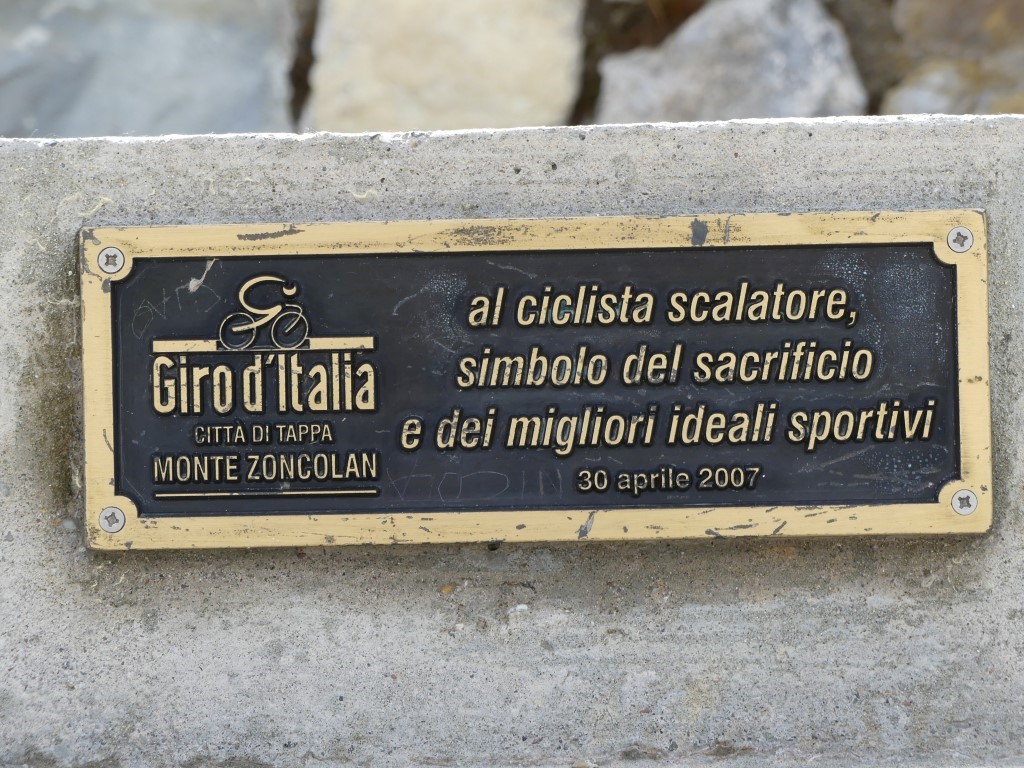 Giro d'Italia
CITTÀ DI TAPPA
MONTE ZONCOLAN
al ciclista scalatore,
simbolo del sacrificio
e dei migliori ideali sportivi
30 aprile 2007